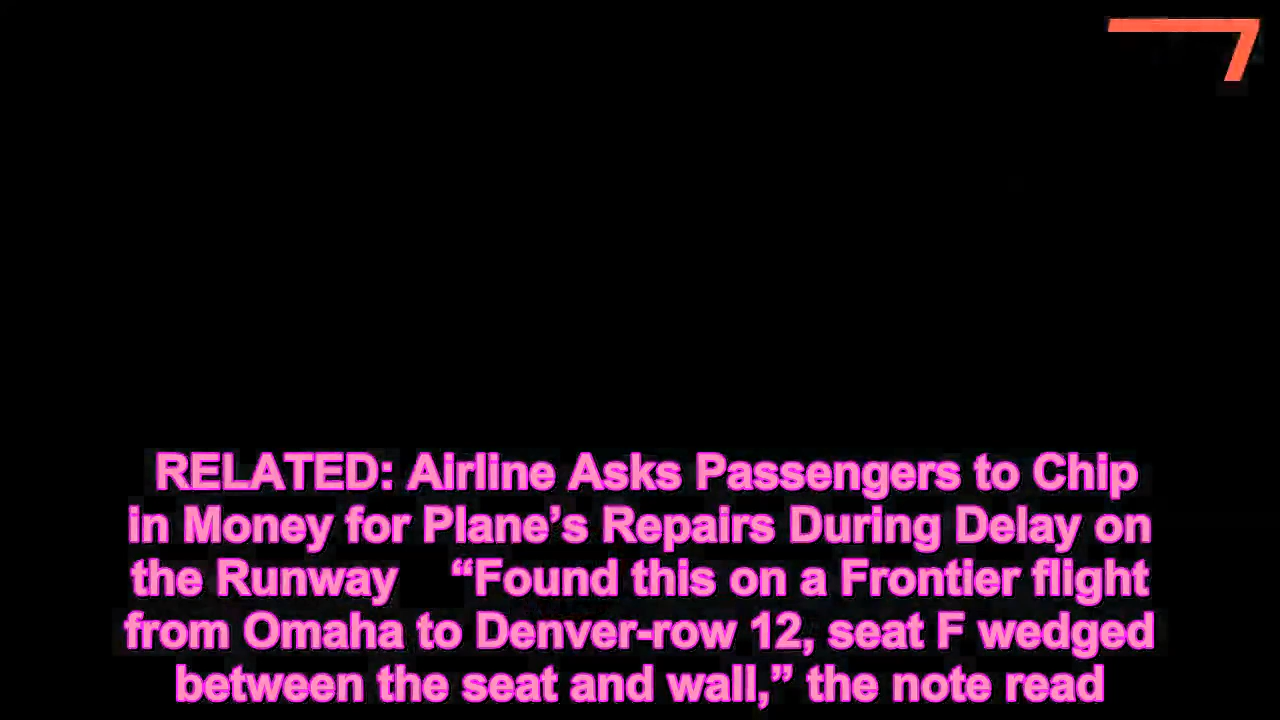 RELATED: Airline Asks Passengers to Chip
in Money for Plane’s Repairs During Delay on
the Runway “Found this on a Frontier flight
from Omaha to Denver-row 12, seat F wedged
between the seat and wall,” the note read